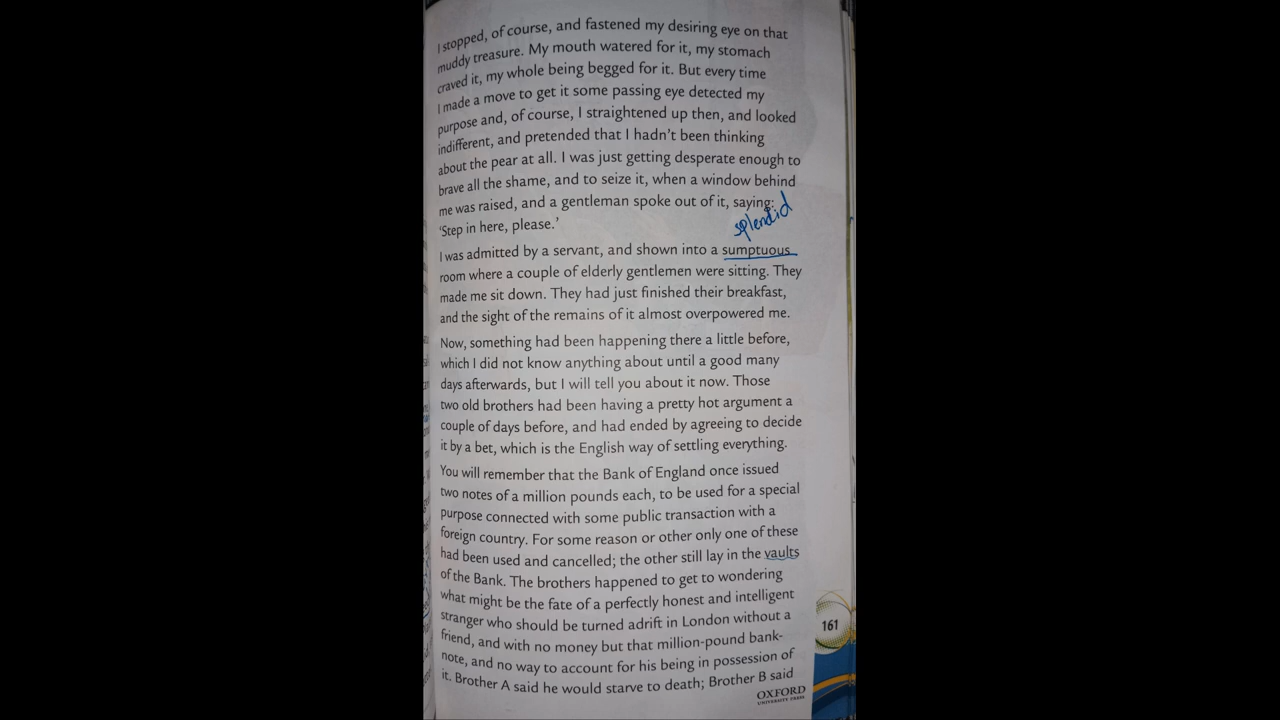 I stopped, of course, and fastened my desiring eye on that
muddy treasure. My mouth watered for it, my stomach
craved it, my whole being begged for it. But every time
I made a move to get it some passing eye detected my
purpose and, of course, I straightened up then, and looked
indifferent, and pretended that I hadn't been thinking
about the pear at all. I was just getting desperate enough to
brave all the shame, and to seize it, when a window behind
me was raised, and a gentleman spoke out of it, saying:
'Step in here, please.'
splendid
I was admitted by a servant, and shown into a sumptuous
room where a couple of elderly gentlemen were sitting. They
made me sit down. They had just finished their breakfast,
and the sight of the remains of it almost overpowered me.
Now, something had been happening there a little before,
which I did not know anything about until a good many
days afterwards, but I will tell you about it now. Those
two old brothers had been having a pretty hot argument a
couple of days before, and had ended by agreeing to decide
it by a bet, which is the English way of settling everything.
You will remember that the Bank of England once issued
two notes of a million pounds each, to be used for a special
purpose connected with some public transaction with a
foreign country. For some reason or other only one of these
had been used and cancelled; the other still lay in the vaults
of the Bank. The brothers happened to get to wondering
what might be the fate of a perfectly honest and intelligent
stranger who should be turned adrift in London without a
friend, and with no money but that million-pound bank-
note, and no way to account for his being in possession of
it. Brother A said he would starve to death; Brother B said
161
OXFORD
UNIVERSITY PRESS